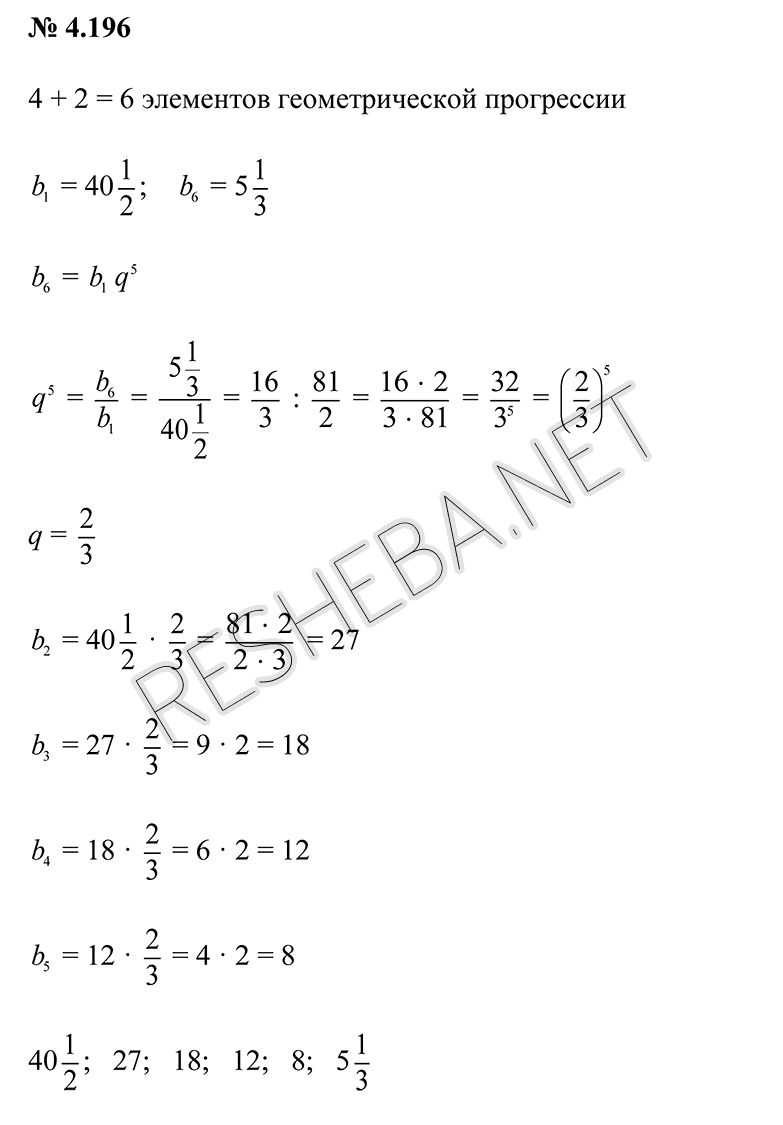 № 4.196
4 + 2 = 6 элементов геометрической прогрессии
b₁ = 40 1/2; b₆ = 5 1/3
b₆ = b₁ q⁵
q⁵ = b₆/b₁ = (5 1/3)/(40 1/2) = 16/3 : 81/2 = (16 · 2)/(3 · 81) = 32/3⁵ = (2/3)⁵
q = 2/3
b₂ = 40 1/2 · 2/3 = (81 · 2)/(2 · 3) = 27
b₃ = 27 · 2/3 = 9 · 2 = 18
b₄ = 18 · 2/3 = 6 · 2 = 12
b₅ = 12 · 2/3 = 4 · 2 = 8
40 1/2; 27; 18; 12; 8; 5 1/3
RESHEBA.NET